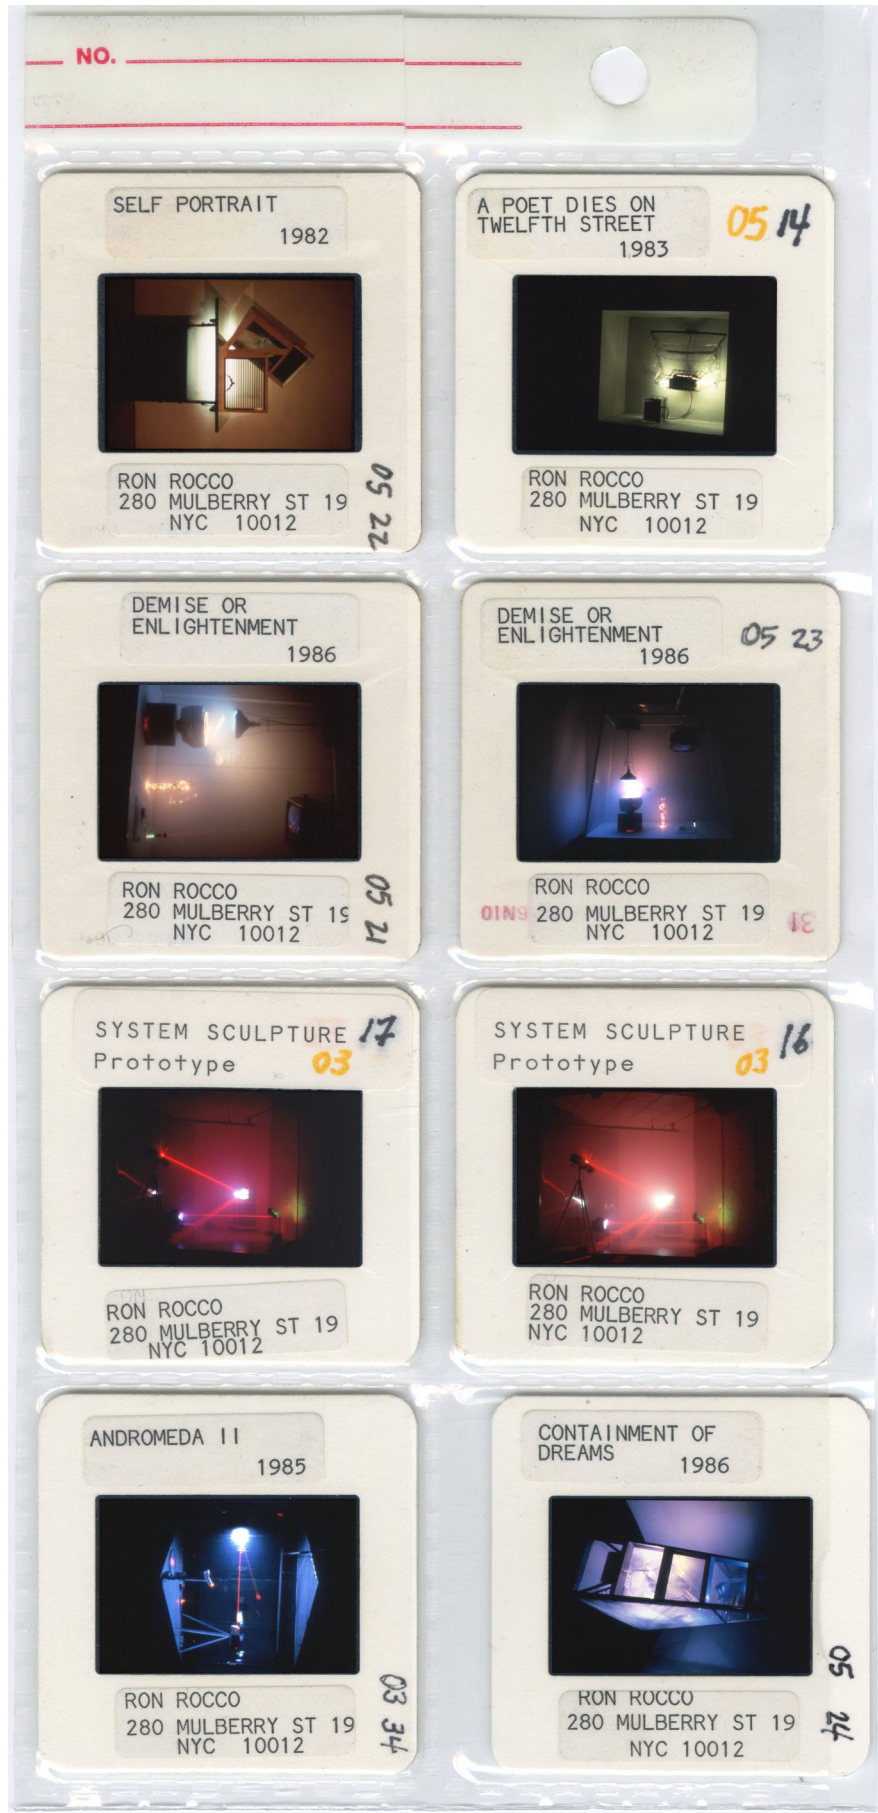 NO.
SELF PORTRAIT
1982
RON ROCCO
280 MULBERRY ST 19
NYC 10012
05 22
A POET DIES ON
TWELFTH STREET
1983
05 14
RON ROCCO
280 MULBERRY ST 19
NYC 10012
DEMISE OR
ENLIGHTENMENT
1986
RON ROCCO
280 MULBERRY ST 19
NYC 10012
05 21
DEMISE OR
ENLIGHTENMENT
1986
05 23
RON ROCCO
280 MULBERRY ST 19
NYC 10012
31
SYSTEM SCULPTURE 17
Prototype 03
RON ROCCO
280 MULBERRY ST 19
NYC 10012
SYSTEM SCULPTURE 16
Prototype 03
RON ROCCO
280 MULBERRY ST 19
NYC 10012
ANDROMEDA II
1985
RON ROCCO
280 MULBERRY ST 19
NYC 10012
03 34
CONTAINMENT OF
DREAMS
1986
RON ROCCO
280 MULBERRY ST 19
NYC 10012
05 24